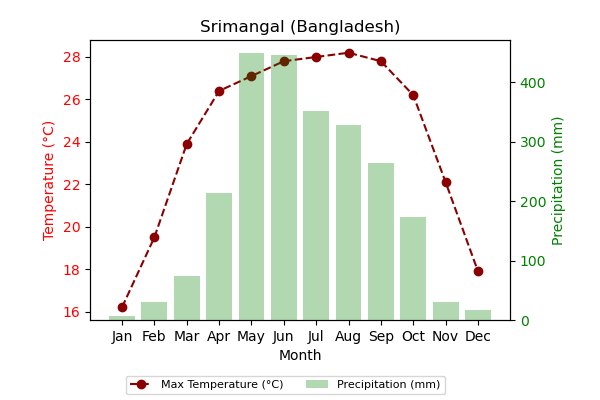 Srimangal (Bangladesh)
Temperature (°C)
28
26
24
22
20
18
16
400
300
200
100
0
Precipitation (mm)
Jan Feb Mar Apr May Jun Jul Aug Sep Oct Nov Dec
Month
Max Temperature (°C) Precipitation (mm)